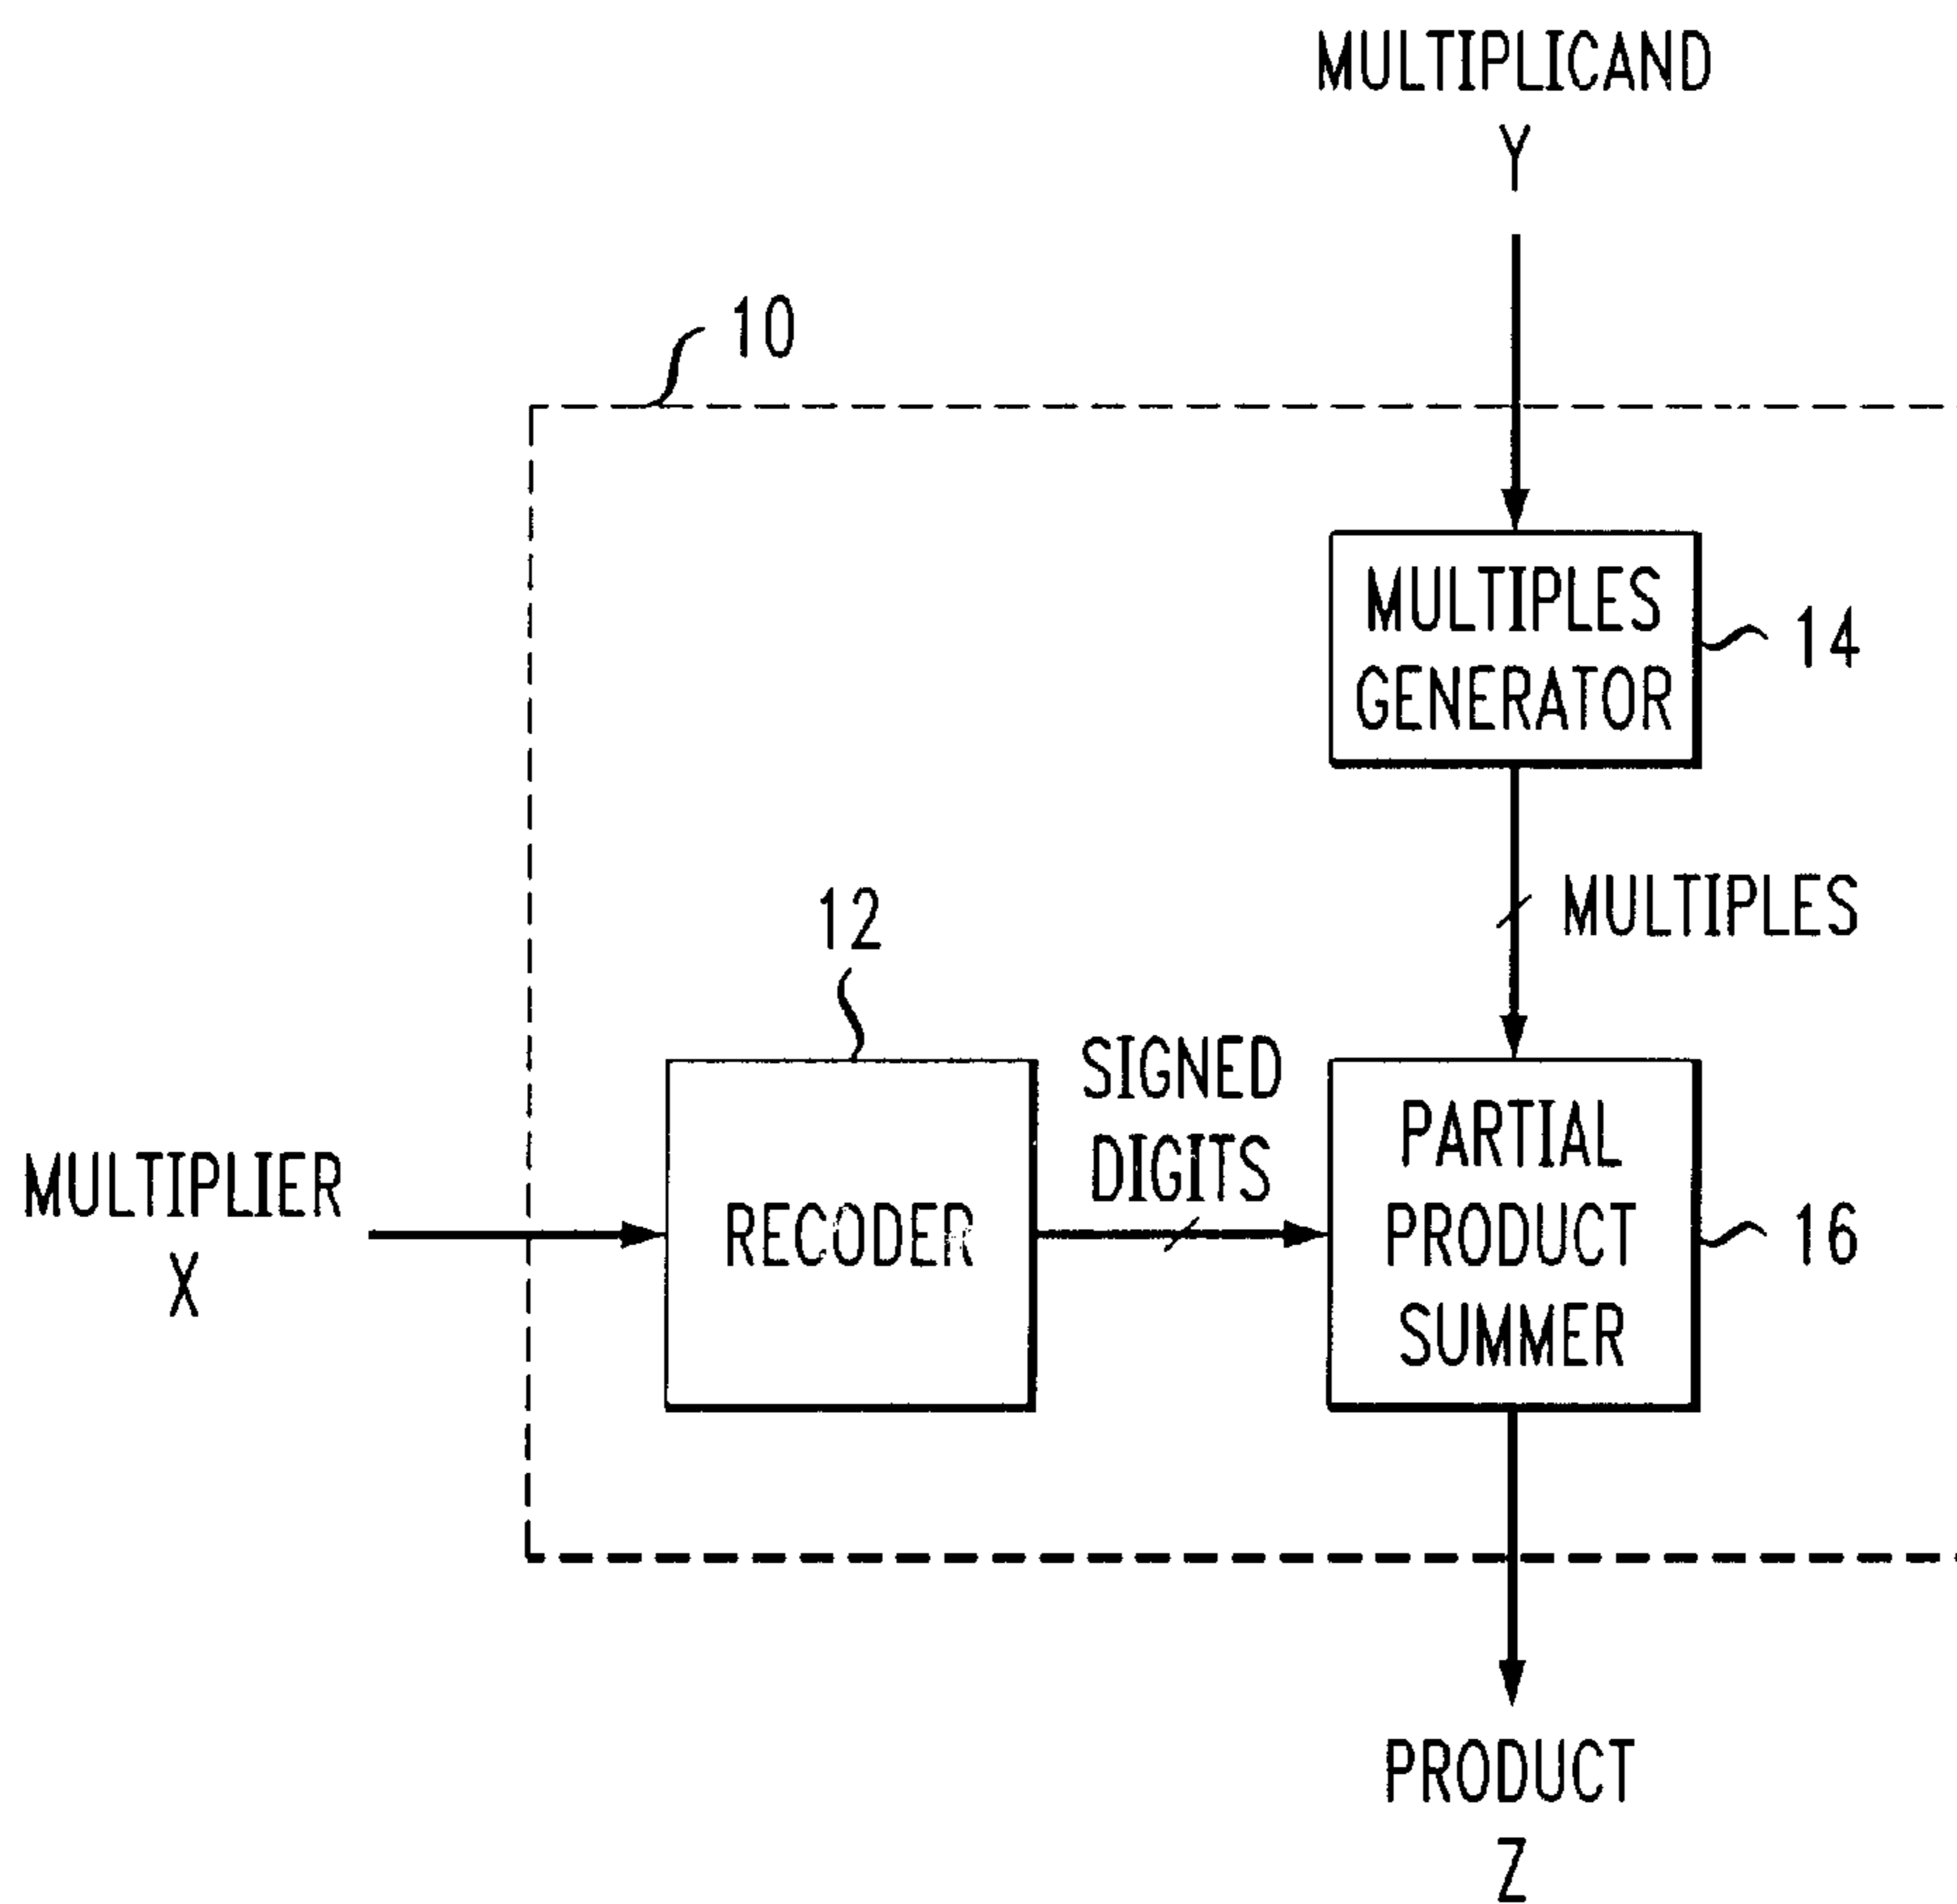 MULTIPLICAND
Y
10
MULTIPLES
GENERATOR
14
MULTIPLES
12
SIGNED
DIGITS
MULTIPLIER
X
RECODER
PARTIAL
PRODUCT
SUMMER
16
PRODUCT
Z